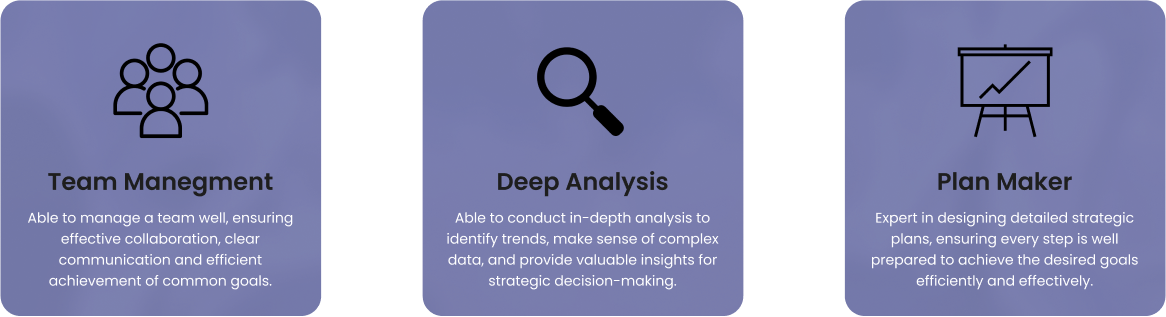 Team Manegment
Able to manage a team well, ensuring
effective collaboration, clear
communication and efficient
achievement of common goals.
Deep Analysis
Able to conduct in-depth analysis to
identify trends, make sense of complex
data, and provide valuable insights for
strategic decision-making.
Plan Maker
Expert in designing detailed strategic
plans, ensuring every step is well
prepared to achieve the desired goals
efficiently and effectively.